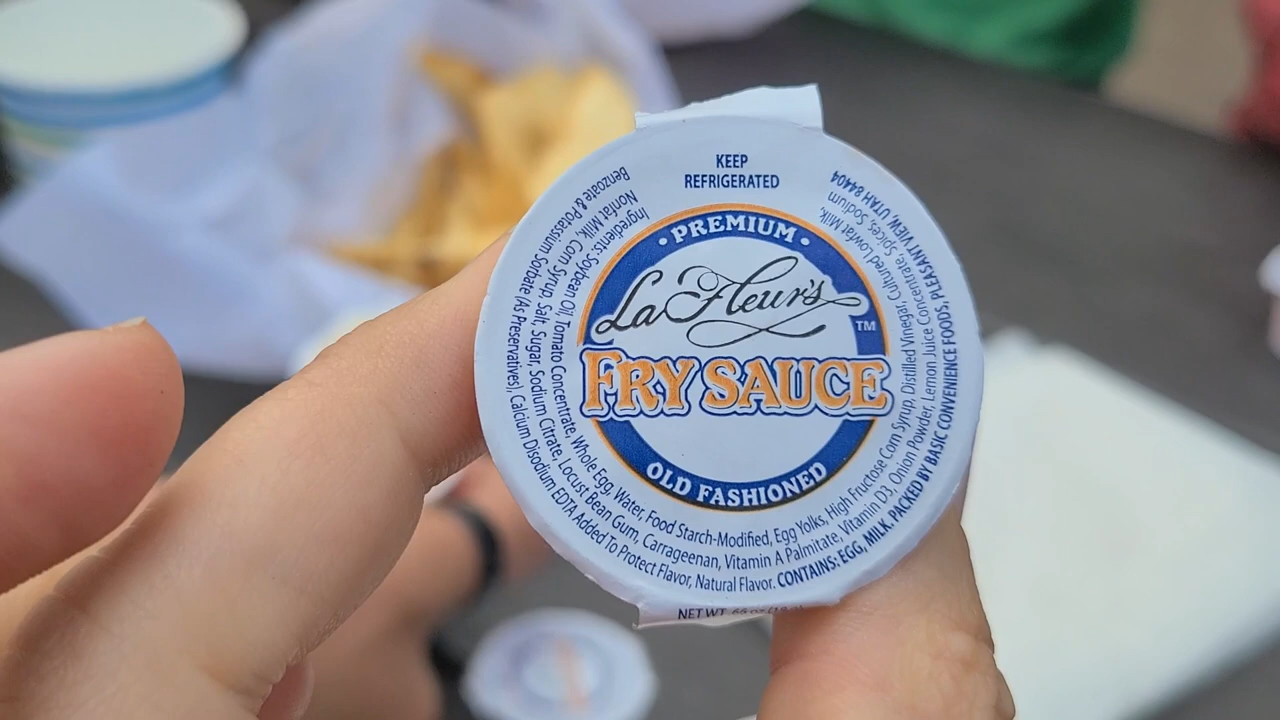 KEEP
REFRIGERATED
• PREMIUM •
LaFleur's
TM
FRY SAUCE
OLD FASHIONED
Ingredients: Soybean Oil, Tomato Concentrate, Whole Egg, Water, Food Starch-Modified, Egg Yolks, High Fructose Corn Syrup, Distilled Vinegar, Cultured Lowfat Milk,
Nonfat Milk, Corn Syrup, Salt, Sugar, Sodium Citrate, Locust Bean Gum, Carrageenan, Vitamin A Palmitate, Vitamin D3, Onion Powder, Lemon Juice Concentrate, Spices, Sodium
Benzoate & Potassium Sorbate (As Preservatives), Calcium Disodium EDTA Added To Protect Flavor, Natural Flavor. CONTAINS: EGG, MILK. PACKED BY BASIC CONVENIENCE FOODS, PLEASANT VIEW, UTAH 84404
NET WT.